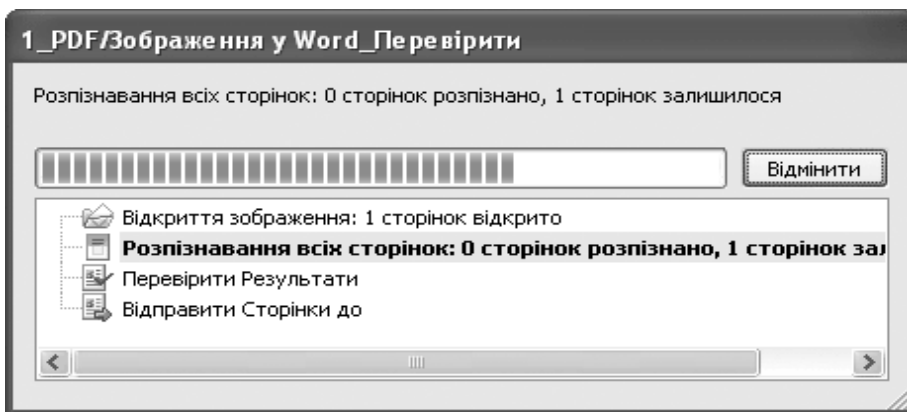 1_PDF/Зображення у Word_Перевірити
Розпізнавання всіх сторінок: 0 сторінок розпізнано, 1 сторінок залишилося
Відмінити
Відкриття зображення: 1 сторінок відкрито
Розпізнавання всіх сторінок: 0 сторінок розпізнано, 1 сторінок зал
Перевірити Результати
Відправити Сторінки до